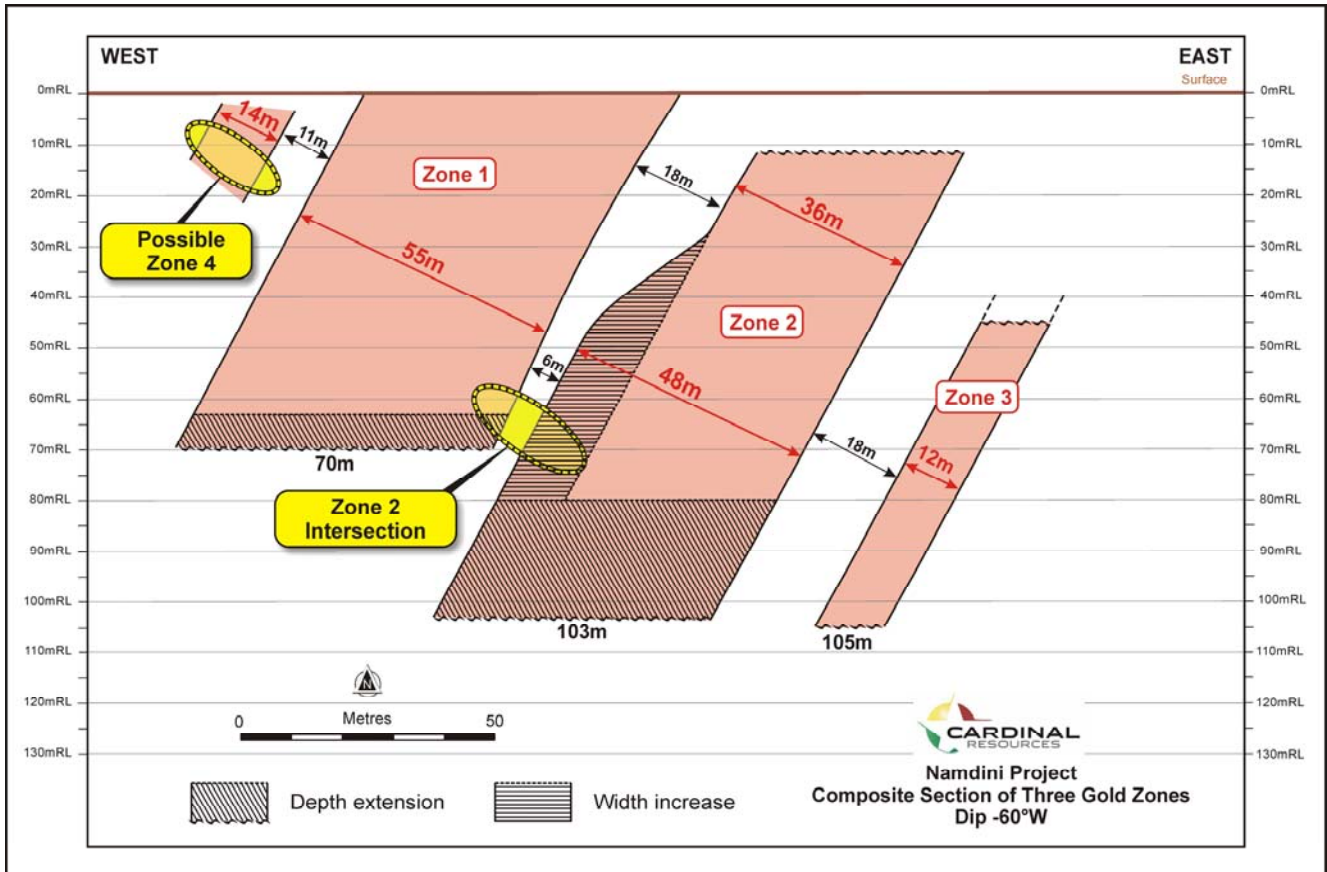 WEST
EAST
Surface
0mRL
0mRL
14m
11m
10mRL
10mRL
Zone 1
18m
20mRL
20mRL
36m
Possible
Zone 4
30mRL
30mRL
55m
40mRL
40mRL
Zone 2
50mRL
50mRL
6m
48m
60mRL
60mRL
Zone 3
70mRL
70mRL
70m
18m
12m
80mRL
80mRL
Zone 2
Intersection
90mRL
90mRL
100mRL
100mRL
103m
105m
110mRL
110mRL
N
120mRL
120mRL
0 Metres 50
130mRL
130mRL
CARDINAL
RESOURCES
Depth extension
Width increase
Namdini Project
Composite Section of Three Gold Zones
Dip -60°W